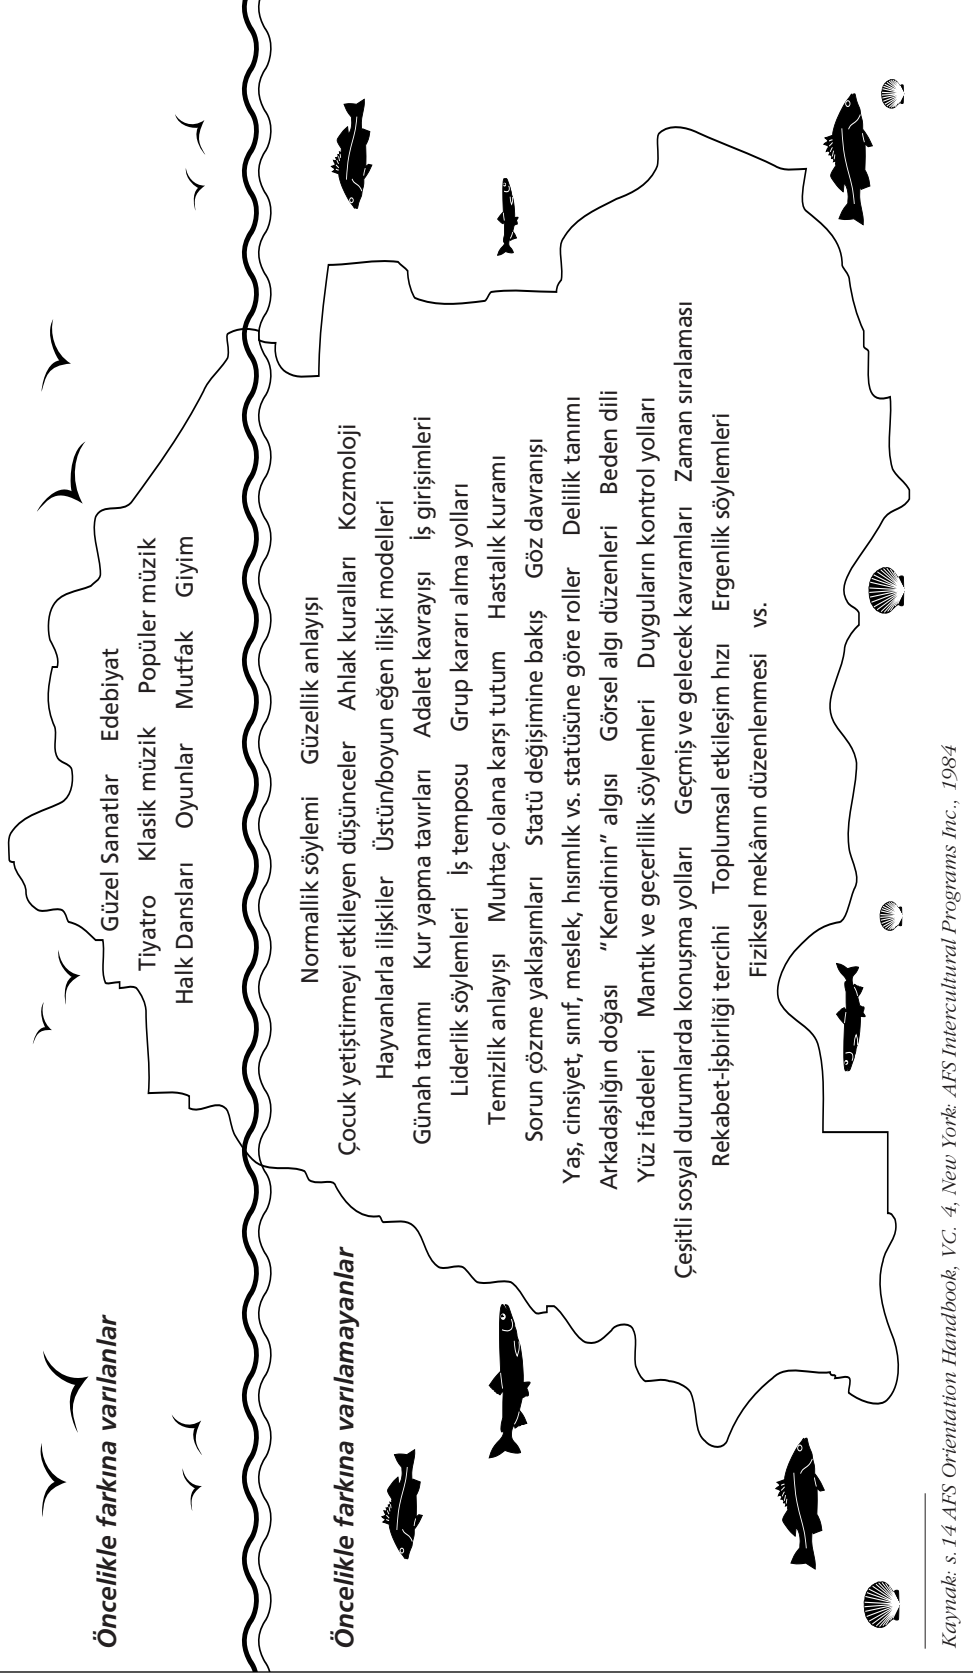 Öncelikle farkına varılanlar
Güzel Sanatlar Edebiyat
Tiyatro Klasik müzik Popüler müzik
Halk Dansları Oyunlar Mutfak Giyim
Öncelikle farkına varılamayanlar
Normallik söylemi Güzellik anlayışı
Çocuk yetiştirmeyi etkileyen düşünceler Ahlak kuralları Kozmoloji
Hayvanlarla ilişkiler Üstün/boyun eğen ilişki modelleri
Günah tanımı Kur yapma tavırları Adalet kavrayışı İş girişimleri
Liderlik söylemleri İş temposu Grup kararı alma yolları
Temizlik anlayışı Muhtaç olana karşı tutum Hastalık kuramı
Sorun çözme yaklaşımları Statü değişimine bakış Göz davranışı
Yaş, cinsiyet, sınıf, meslek, hısımlık vs. statüsüne göre roller Delilik tanımı
Arkadaşlığın doğası “Kendinin” algısı Görsel algı düzenleri Beden dili
Yüz ifadeleri Mantık ve geçerlilik söylemleri Duyguların kontrol yolları
Çeşitli sosyal durumlarda konuşma yolları Geçmiş ve gelecek kavramları Zaman sıralaması
Rekabet-İşbirliği tercihi Toplumsal etkileşim hızı Ergenlik söylemleri
Fiziksel mekânın düzenlenmesi vs.
Kaynak: s.14 AFS Orientation Handbook, VC. 4, New York: AFS Intercultural Programs Inc., 1984